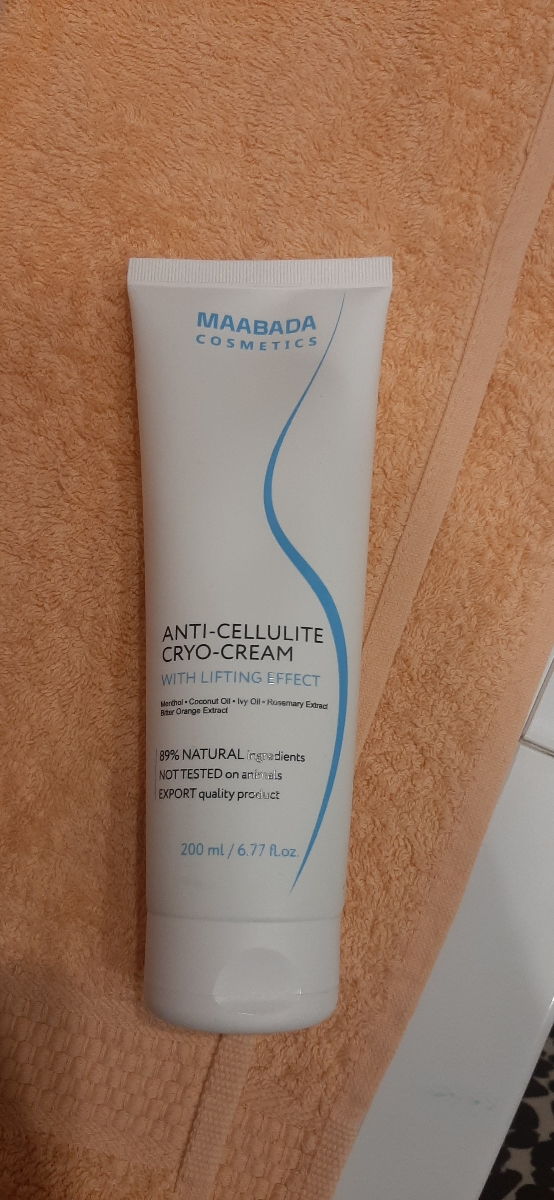 MAABADA
COSMETICS
ANTI-CELLULITE
CRYO-CREAM
WITH LIFTING EFFECT
Menthol • Coconut Oil • Ivy Oil • Rosemary Extract
Bitter Orange Extract
89% NATURAL ingredients
NOT TESTED on animals
EXPORT quality product
200 ml / 6.77 fl.oz.